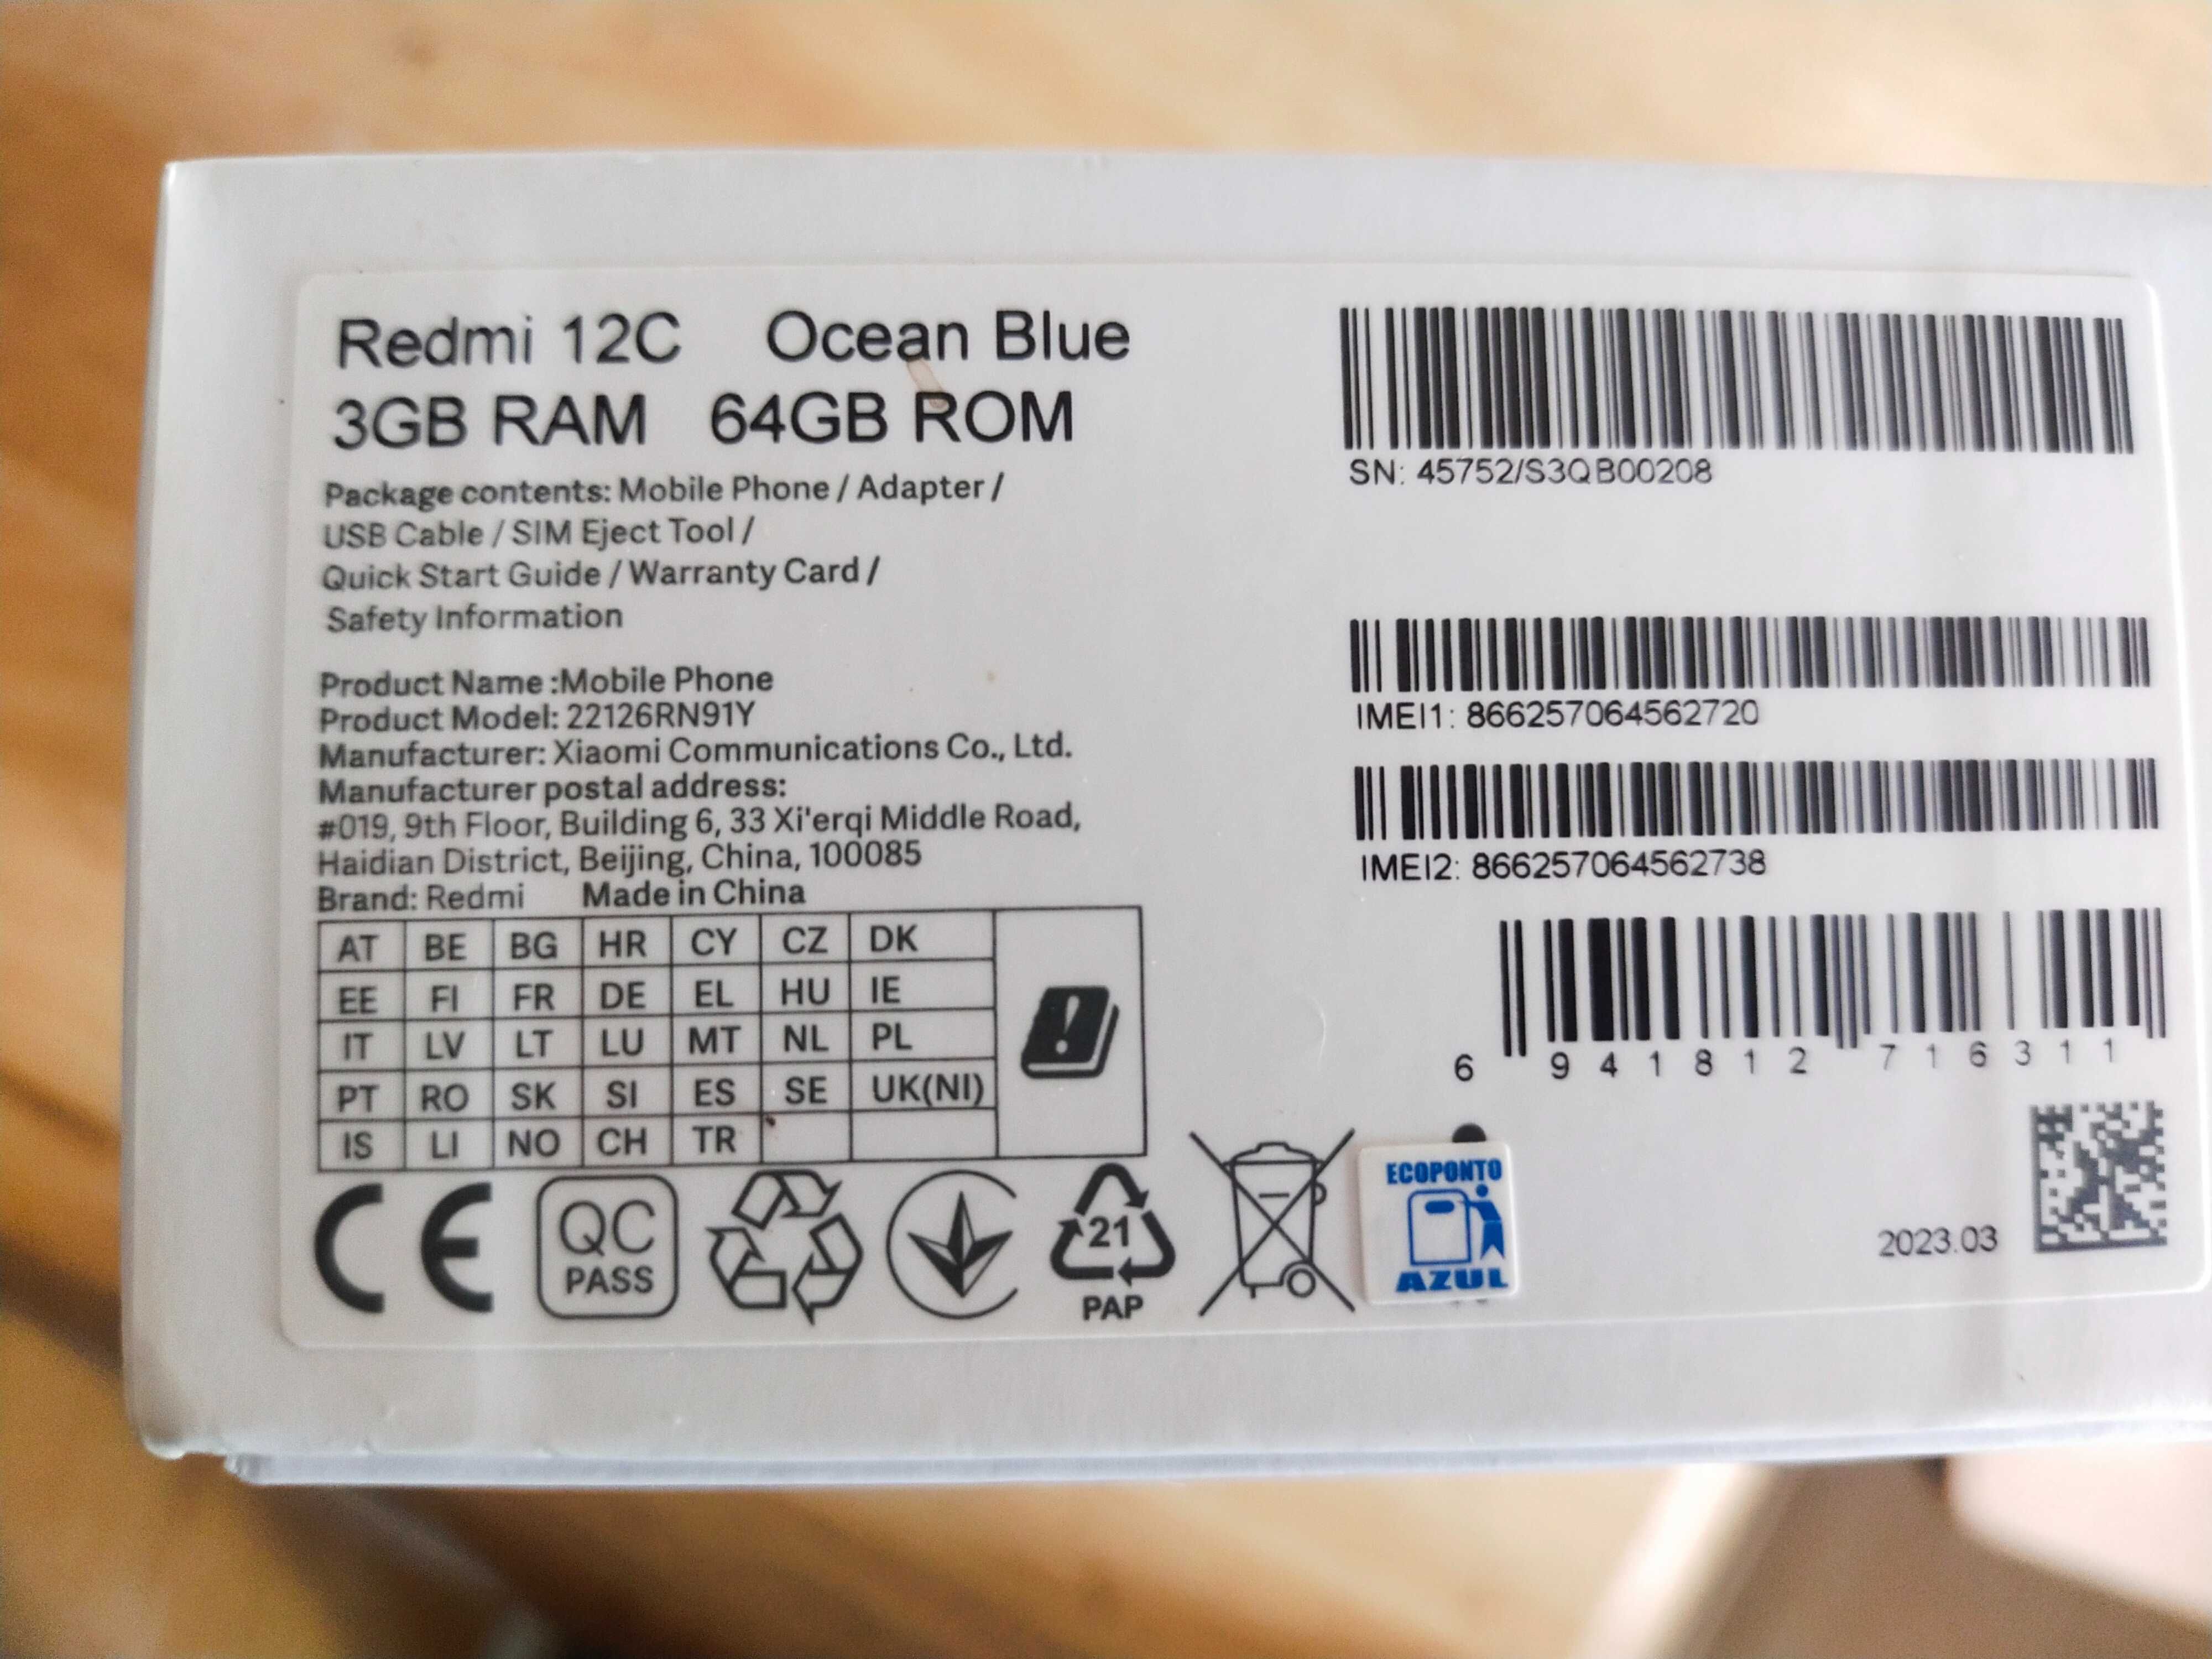 Redmi 12C Ocean Blue
3GB RAM 64GB ROM
Package contents: Mobile Phone / Adapter /
USB Cable / SIM Eject Tool /
Quick Start Guide / Warranty Card /
Safety Information
Product Name :Mobile Phone
Product Model: 22126RN91Y
Manufacturer: Xiaomi Communications Co., Ltd.
Manufacturer postal address:
#019, 9th Floor, Building 6, 33 Xi'erqi Middle Road,
Haidian District, Beijing, China, 100085
Brand: Redmi Made in China
AT BE BG HR CY CZ DK
EE FI FR DE EL HU IE
IT LV LT LU MT NL PL
PT RO SK SI ES SE UK(NI)
IS LI NO CH TR
!
CE
QC
PASS
21
PAP
SN: 45752/S3QB00208
IMEI1: 866257064562720
IMEI2: 866257064562738
6 941812 716311
ECOPONTO
AZUL
2023.03